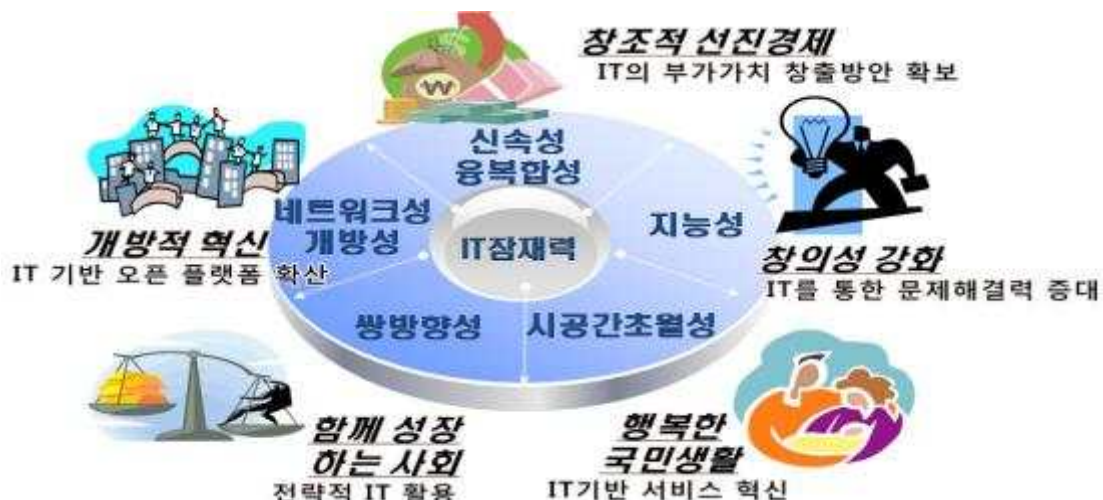 창조적 선진경제
IT의 부가가치 창출방안 확보
신속성
융복합성
네트워크성
개방성
IT잠재력
지능성
개방적 혁신
IT 기반 오픈 플랫폼 확산
창의성 강화
IT를 통한 문제해결력 증대
쌍방향성
시공간초월성
함께 성장
하는 사회
전략적 IT 활용
행복한
국민생활
IT기반 서비스 혁신
₩